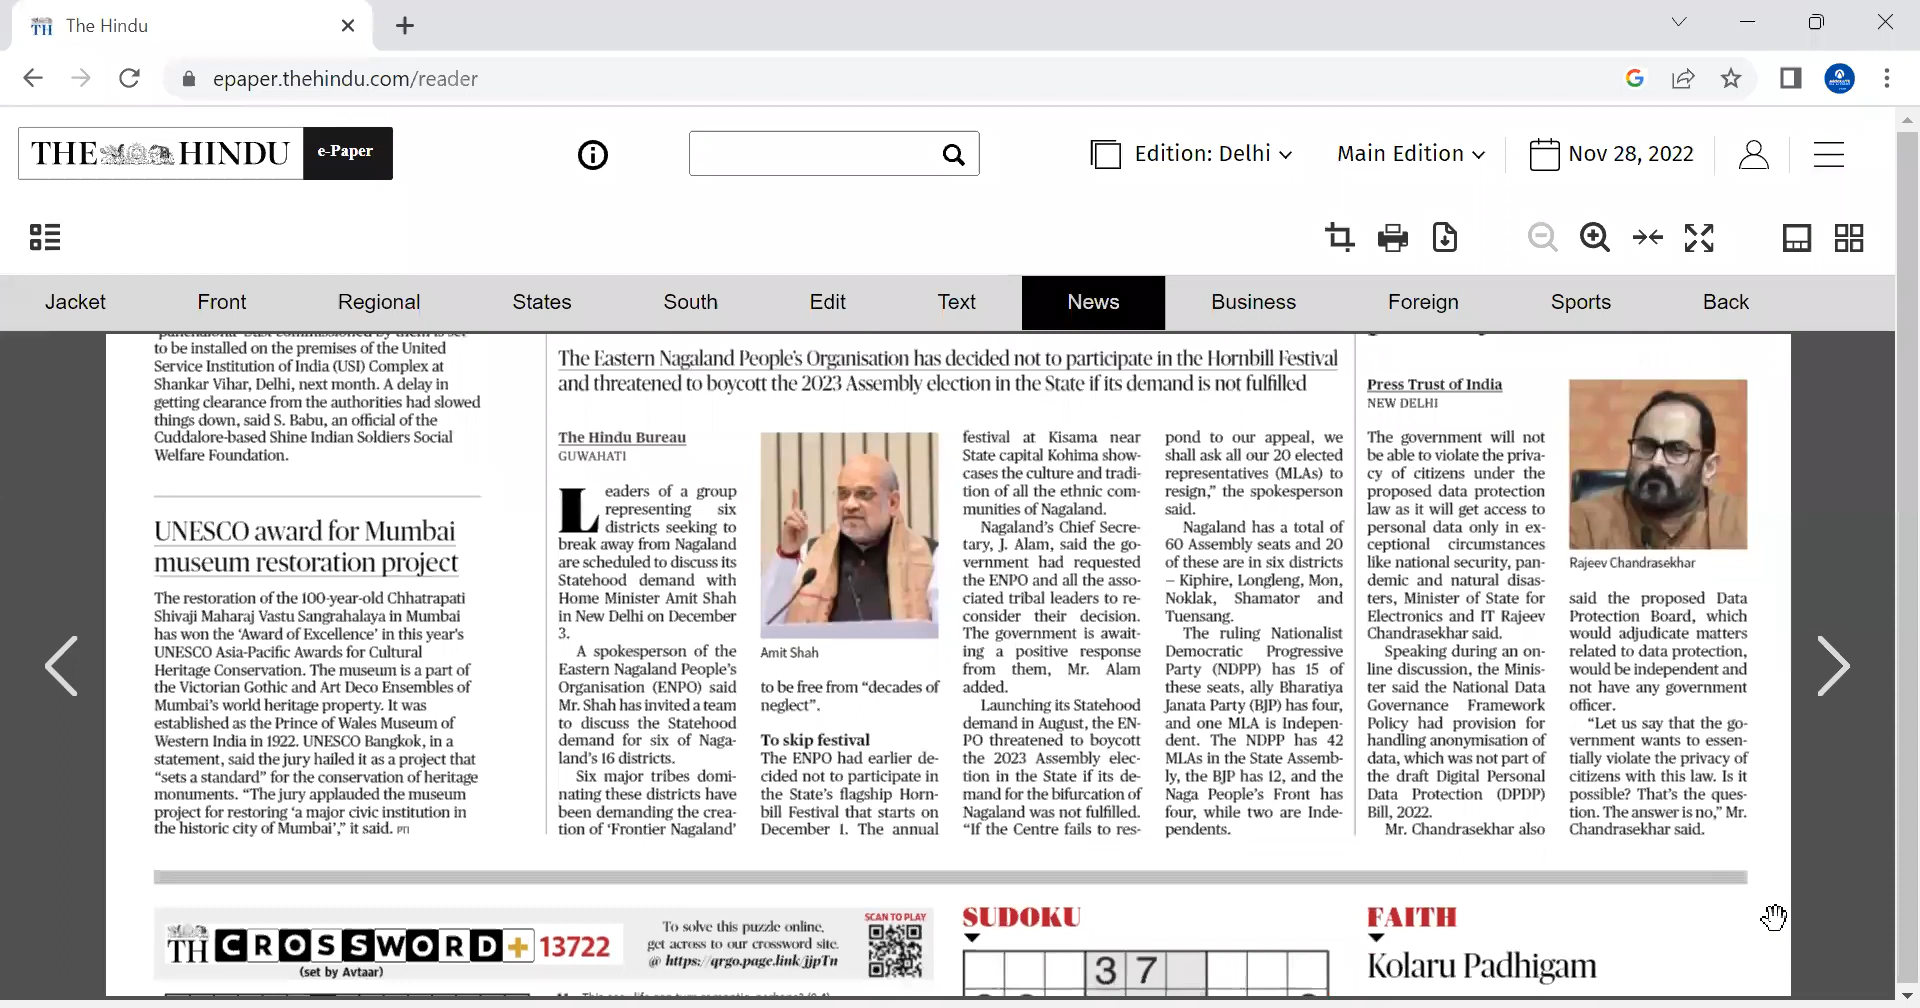 The Hindu
epaper.thehindu.com/reader
THE HINDU e-Paper
Edition: Delhi
Main Edition
Nov 28, 2022
Jacket
Front
Regional
States
South
Edit
Text
News
Business
Foreign
Sports
Back
to be installed on the premises of the United
Service Institution of India (USI) Complex at
Shankar Vihar, Delhi, next month. A delay in
getting clearance from the authorities had slowed
things down, said S. Babu, an official of the
Cuddalore-based Shine Indian Soldiers Social
Welfare Foundation.
UNESCO award for Mumbai
museum restoration project
The restoration of the 100-year-old Chhatrapati
Shivaji Maharaj Vastu Sangrahalaya in Mumbai
has won the ‘Award of Excellence’ in this year’s
UNESCO Asia-Pacific Awards for Cultural
Heritage Conservation. The museum is a part of
the Victorian Gothic and Art Deco Ensembles of
Mumbai’s world heritage property. It was
established as the Prince of Wales Museum of
Western India in 1922. UNESCO Bangkok, in a
statement, said the jury hailed it as a project that
“sets a standard” for the conservation of heritage
monuments. “The jury applauded the museum
project for restoring ‘a major civic institution in
the historic city of Mumbai’,” it said. PTI
The Eastern Nagaland People’s Organisation has decided not to participate in the Hornbill Festival
and threatened to boycott the 2023 Assembly election in the State if its demand is not fulfilled
The Hindu Bureau
GUWAHATI
Leaders of a group
representing six
districts seeking to
break away from Nagaland
are scheduled to discuss its
Statehood demand with
Home Minister Amit Shah
in New Delhi on December
3.
A spokesperson of the
Eastern Nagaland People’s
Organisation (ENPO) said
Mr. Shah has invited a team
to discuss the Statehood
demand for six of Naga-
land’s 16 districts.
Six major tribes domi-
nating these districts have
been demanding the crea-
tion of ‘Frontier Nagaland’
Amit Shah
to be free from “decades of
neglect”.
To skip festival
The ENPO had earlier de-
cided not to participate in
the State’s flagship Horn-
bill Festival that starts on
December 1. The annual
festival at Kisama near
State capital Kohima show-
cases the culture and tradi-
tion of all the ethnic com-
munities of Nagaland.
Nagaland’s Chief Secre-
tary, J. Alam, said the go-
vernment had requested
the ENPO and all the asso-
ciated tribal leaders to re-
consider their decision.
The government is await-
ing a positive response
from them, Mr. Alam
added.
Launching its Statehood
demand in August, the EN-
PO threatened to boycott
the 2023 Assembly elec-
tion in the State if its de-
mand for the bifurcation of
Nagaland was not fulfilled.
“If the Centre fails to res-
pond to our appeal, we
shall ask all our 20 elected
representatives (MLAs) to
resign,” the spokesperson
said.
Nagaland has a total of
60 Assembly seats and 20
of these are in six districts
– Kiphire, Longleng, Mon,
Noklak, Shamator and
Tuensang.
The ruling Nationalist
Democratic Progressive
Party (NDPP) has 15 of
these seats, ally Bharatiya
Janata Party (BJP) has four,
and one MLA is Indepen-
dent. The NDPP has 42
MLAs in the State Assemb-
ly, the BJP has 12, and the
Naga People’s Front has
four, while two are Inde-
pendents.
Press Trust of India
NEW DELHI
The government will not
be able to violate the priva-
cy of citizens under the
proposed data protection
law as it will get access to
personal data only in ex-
ceptional circumstances
like national security, pan-
demic and natural disas-
ters, Minister of State for
Electronics and IT Rajeev
Chandrasekhar said.
Speaking during an on-
line discussion, the Minis-
ter said the National Data
Governance Framework
Policy had provision for
handling anonymisation of
data, which was not part of
the draft Digital Personal
Data Protection (DPDP)
Bill, 2022.
Mr. Chandrasekhar also
Rajeev Chandrasekhar
said the proposed Data
Protection Board, which
would adjudicate matters
related to data protection,
would be independent and
not have any government
officer.
“Let us say that the go-
vernment wants to essen-
tially violate the privacy of
citizens with this law. Is it
possible? That’s the ques-
tion. The answer is no,” Mr.
Chandrasekhar said.
TH CROSSWORD+ 13722
(set by Avtaar)
To solve this puzzle online,
get across to our crossword site.
@ https://qrgo.page.link/jjpTn
SCAN TO PLAY
SUDOKU
3 7
FAITH
Kolaru Padhigam